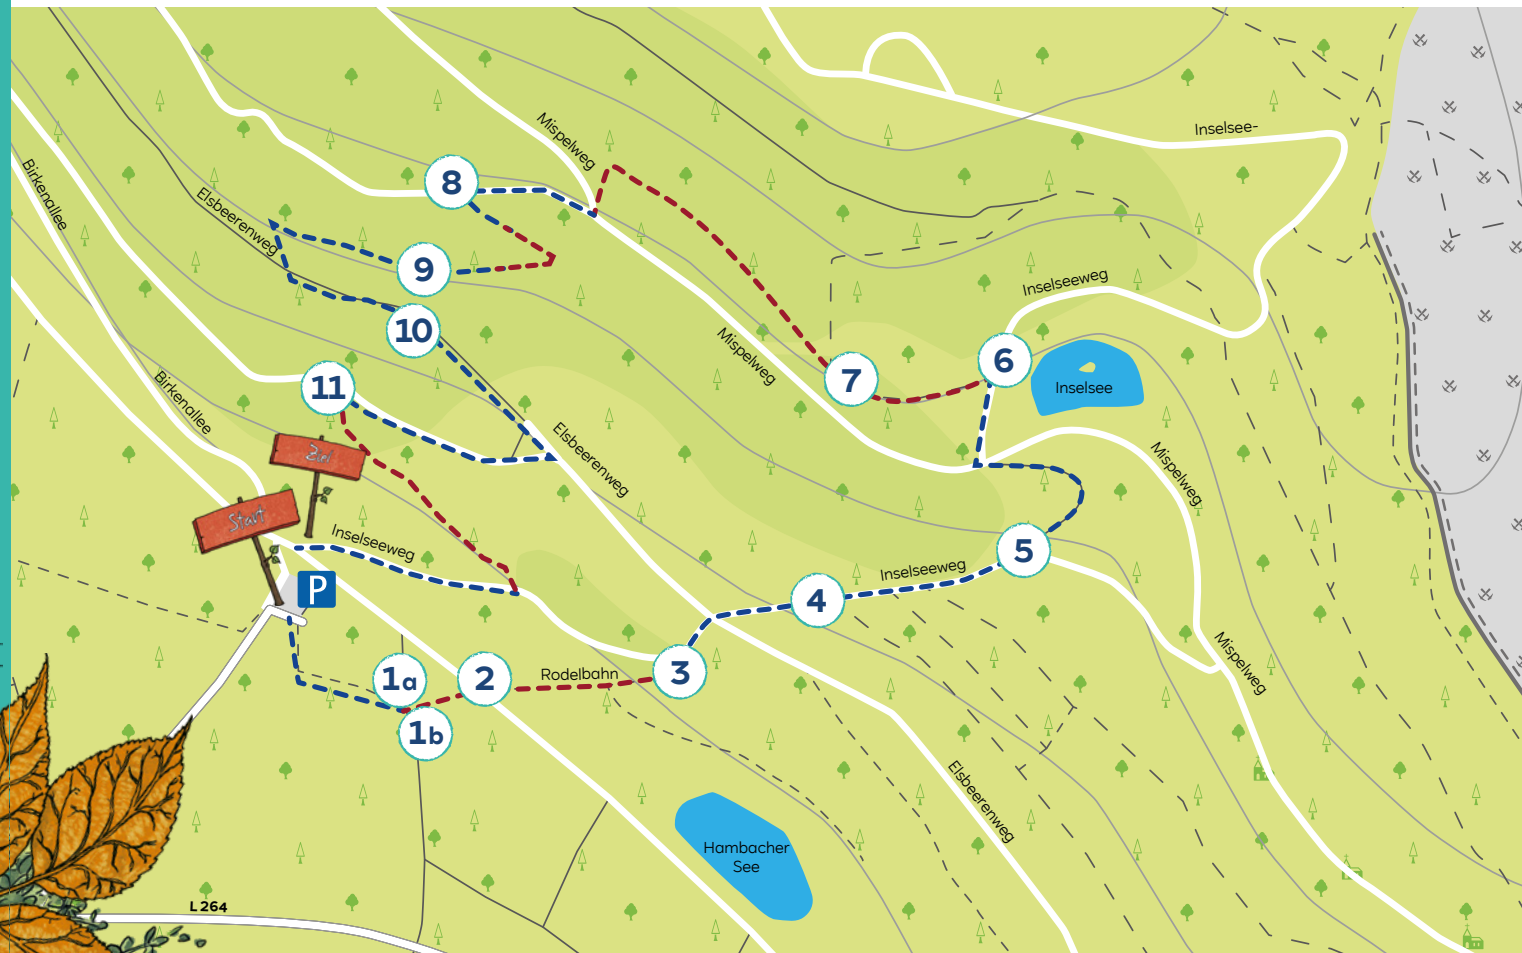 Inselsee-
Mispelweg
Birkenallee
8
Elsbeerenweg
9
Inselseeweg
10
Mispelweg
6
7
Inselsee
11
Birkenallee
Ziel
Elsbeerenweg
Mispelweg
Start
Inselseeweg
5
Inselseeweg
P
4
1a
2
Rodelbahn
3
Mispelweg
1b
Elsbeerenweg
Hambacher
See
L 264